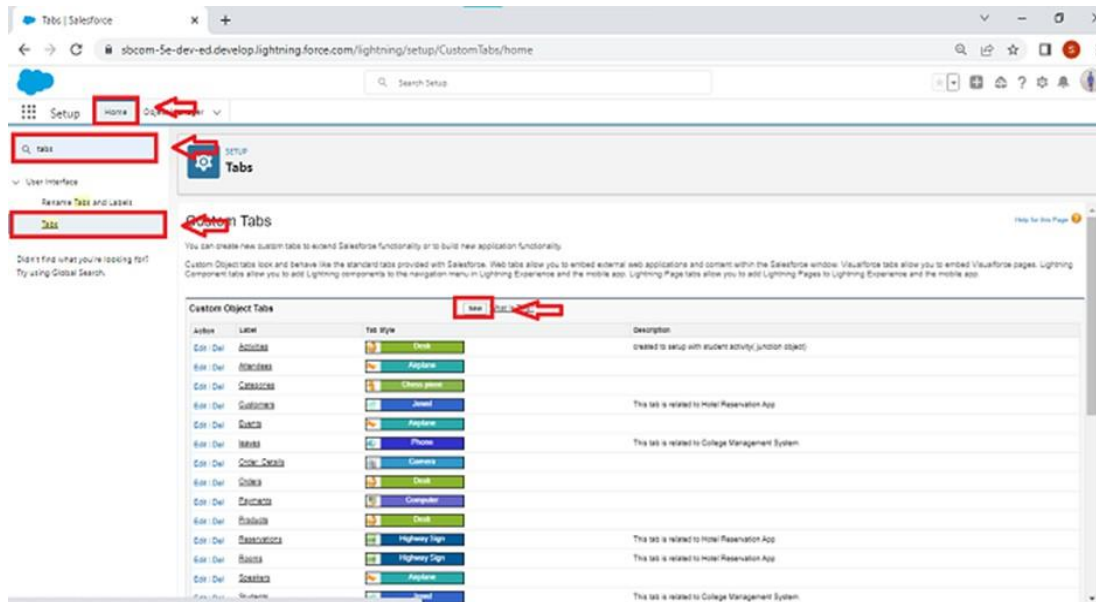 Tabs | Salesforce
sbcom-5e-dev-ed.develop.lightning.force.com/lightning/setup/CustomTabs/home
S
Search Setup
Setup
Home
tabs
User Interface
Rename Tabs and Labels
Tabs
Didn't find what you're looking for?
Try using Global Search.
SETUP
Tabs
Custom Tabs
Help for this Page
You can create new custom tabs to extend Salesforce functionality or to build new application functionality.
Custom Object tabs look and behave like the standard tabs provided with Salesforce. Web tabs allow you to embed external web applications and content within the Salesforce window. Visualforce tabs allow you to embed Visualforce pages. Lightning
Component tabs allow you to add Lightning components to the navigation menu in Lightning Experience and the mobile app. Lightning Page tabs allow you to add Lightning Pages to Lightning Experience and the mobile app.
Custom Object Tabs New What Is This?
Action Label Tab Style Description
Edit | Del Activities Desk created to setup with student activity( junction object)
Edit | Del Attendees Airplane
Edit | Del Categories Chess piece
Edit | Del Customers Jewel This tab is related to Hotel Reservation App
Edit | Del Events Airplane
Edit | Del leaves Phone This tab is related to College Management System
Edit | Del Order Details Camera
Edit | Del Orders Desk
Edit | Del Payments Computer
Edit | Del Products Desk
Edit | Del Reservations Highway Sign This tab is related to Hotel Reservation App
Edit | Del Rooms Highway Sign This tab is related to Hotel Reservation App
Edit | Del Speakers Airplane
Edit | Del Students Jewel This tab is related to College Management System